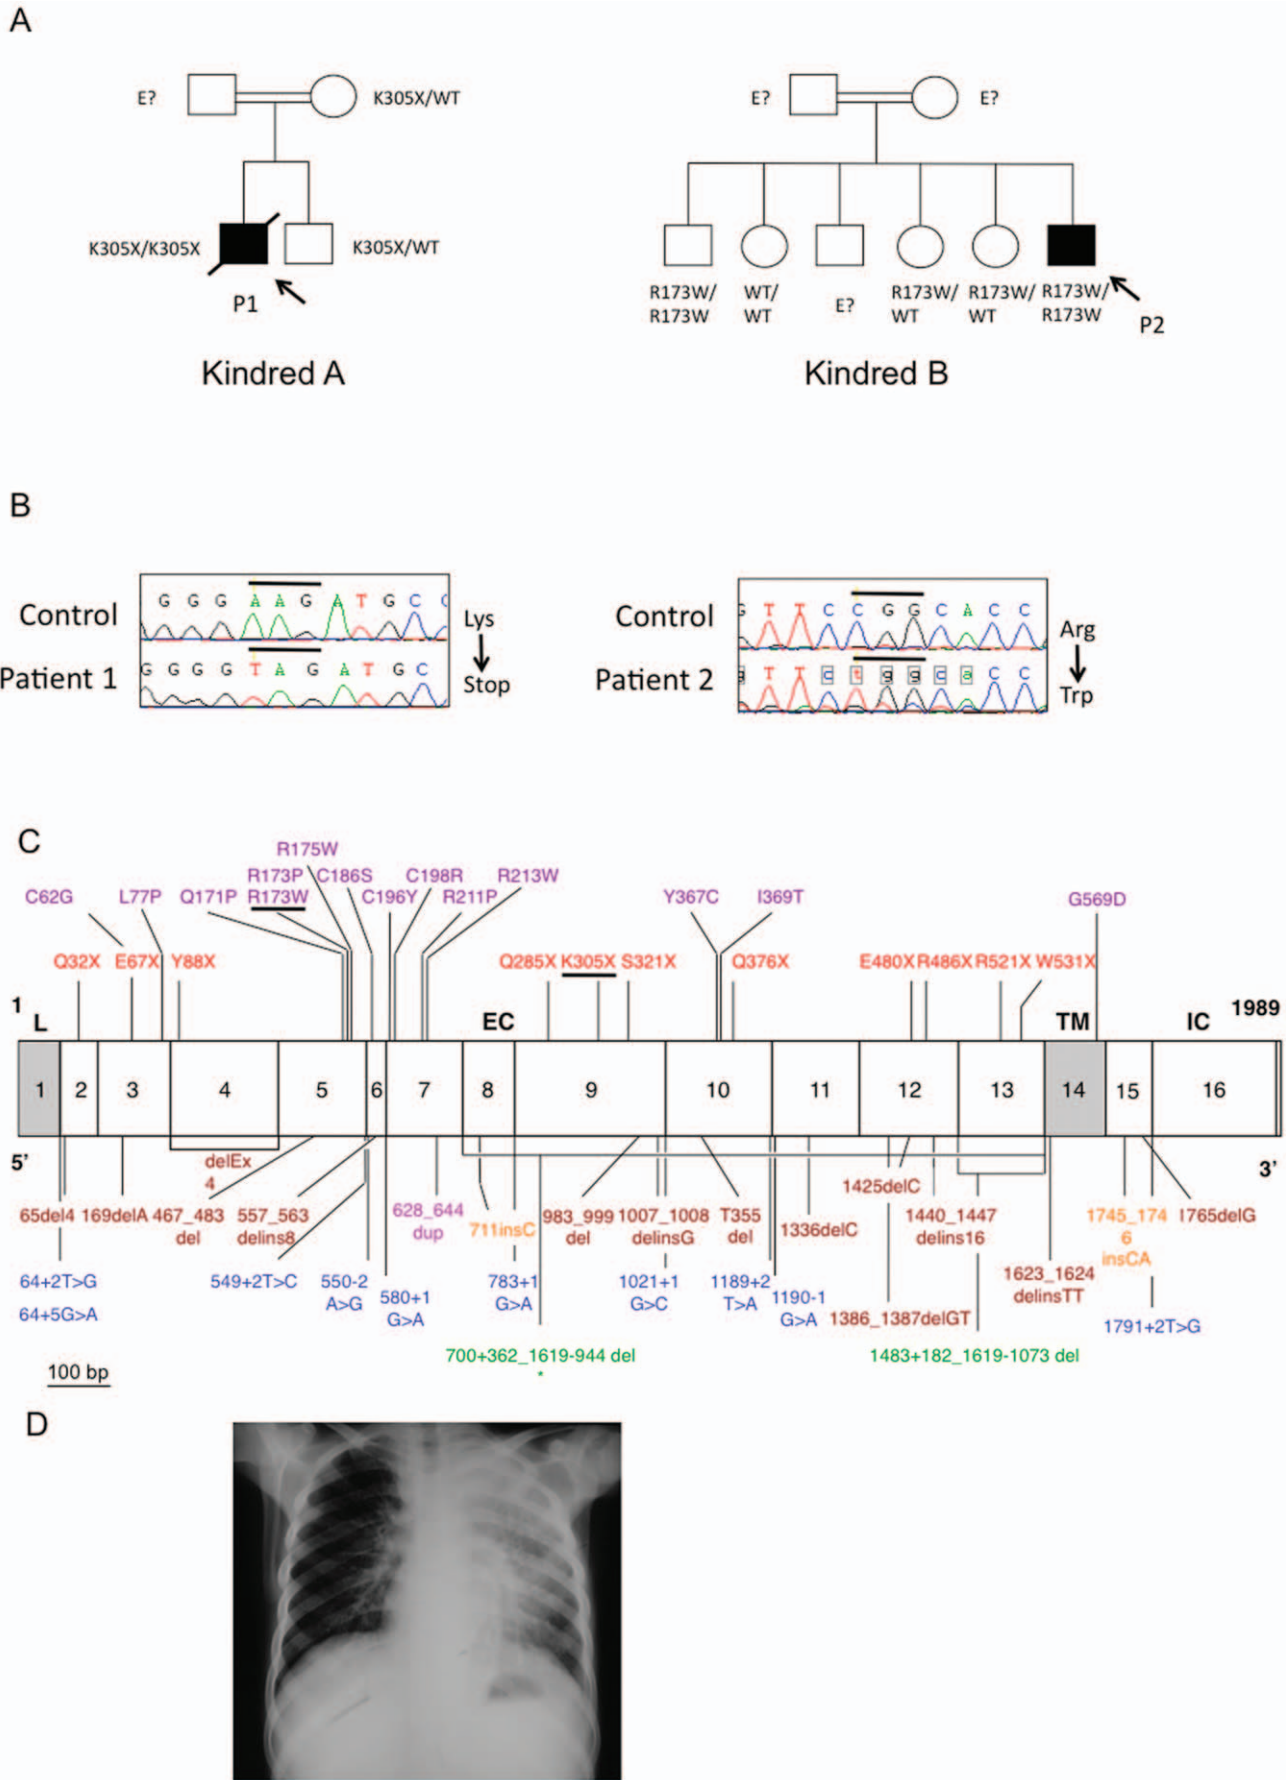 A
E?
K305X/WT
E?
E?
K305X/K305X
K305X/WT
P1
R173W/
R173W
WT/
WT
E?
R173W/
WT
R173W/
WT
R173W/
R173W
P2
Kindred A
Kindred B
B
Control
G G G A A G A T G C
Lys
Patient 1
G G G G T A G A T G C
Stop
Control
G T T C C G G C A C C
Arg
Patient 2
g T T c t g g c a C C
Trp
C
R175W
R173P C186S C198R R213W
C62G L77P Q171P R173W C196Y R211P Y367C I369T G569D
Q32X E67X Y88X Q285X K305X S321X Q376X E480X R486X R521X W531X
1 L EC TM IC 1989
1 2 3 4 5 6 7 8 9 10 11 12 13 14 15 16
5' 3'
delEx
4
1425delC
65del4 169delA 467_483
del
557_563
delins8
628_644
dup
711insC
983_999
del
1007_1008
delinsG
T355
del
1336delC
1440_1447
delins16
1745_174
6
insCA
I765delG
64+2T>G
64+5G>A
549+2T>C
550-2
A>G
580+1
G>A
783+1
G>A
1021+1
G>C
1189+2
T>A
1190-1
G>A
1386_1387delGT
1623_1624
delinsTT
1791+2T>G
700+362_1619-944 del
*
1483+182_1619-1073 del
100 bp
D